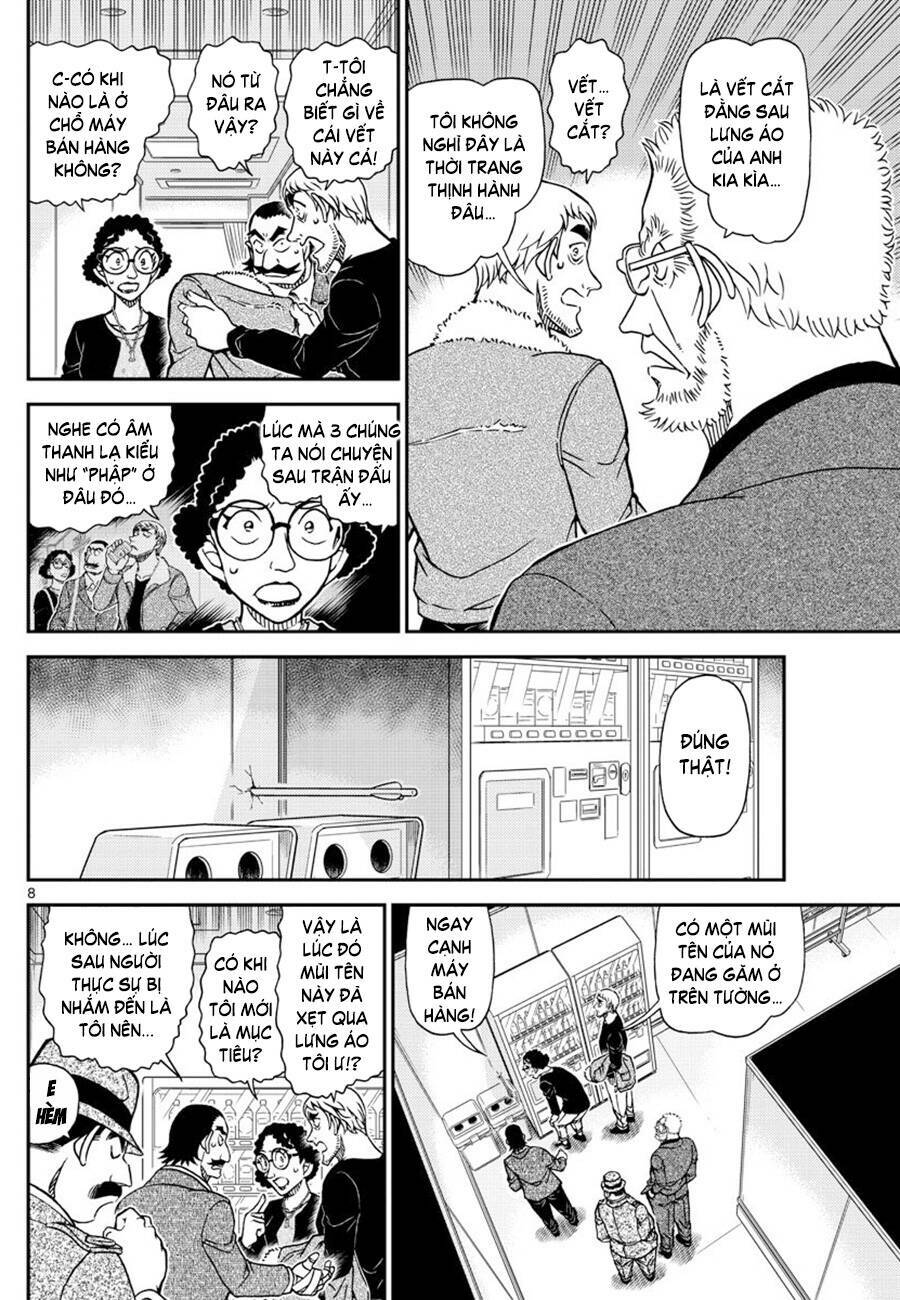 LÀ VẾT CẮT
ĐẰNG SAU
LƯNG ÁO
CỦA ANH
KIA KÌA...
VẾT...
VẾT
CẮT?
TÔI KHÔNG
NGHĨ ĐÂY LÀ
THỜI TRANG
THỊNH HÀNH
ĐÂU...
T-TÔI
CHẲNG
BIẾT GÌ VỀ
CÁI VẾT
NÀY CẢ!
NÓ TỪ
ĐÂU RA
VẬY?
C-CÓ KHI
NÀO LÀ Ở
CHỔ MÁY
BÁN HÀNG
KHÔNG?
LÚC MÀ 3 CHÚNG
TA NÓI CHUYỆN
SAU TRẬN ĐẤU
ẤY...
NGHE CÓ ÂM
THANH LẠ KIỂU
NHƯ "PHẬP" Ở
ĐÂU ĐÓ...
ĐÚNG
THẬT!
8
CÓ MỘT MŨI
TÊN CỦA NỎ
ĐANG GĂM Ở
TRÊN TƯỜNG...
NGAY
CẠNH
MÁY
BÁN
HÀNG!
VẬY LÀ
LÚC ĐÓ
MŨI TÊN
NÀY ĐÃ
XẸT QUA
LƯNG ÁO
TÔI Ư!?
CÓ KHI
NÀO TÔI
MỚI LÀ
MỤC
TIÊU?
KHÔNG... LÚC
SAU NGƯỜI
THỰC SỰ BỊ
NHẮM ĐẾN LÀ
TÔI NÊN...
E
HÈM